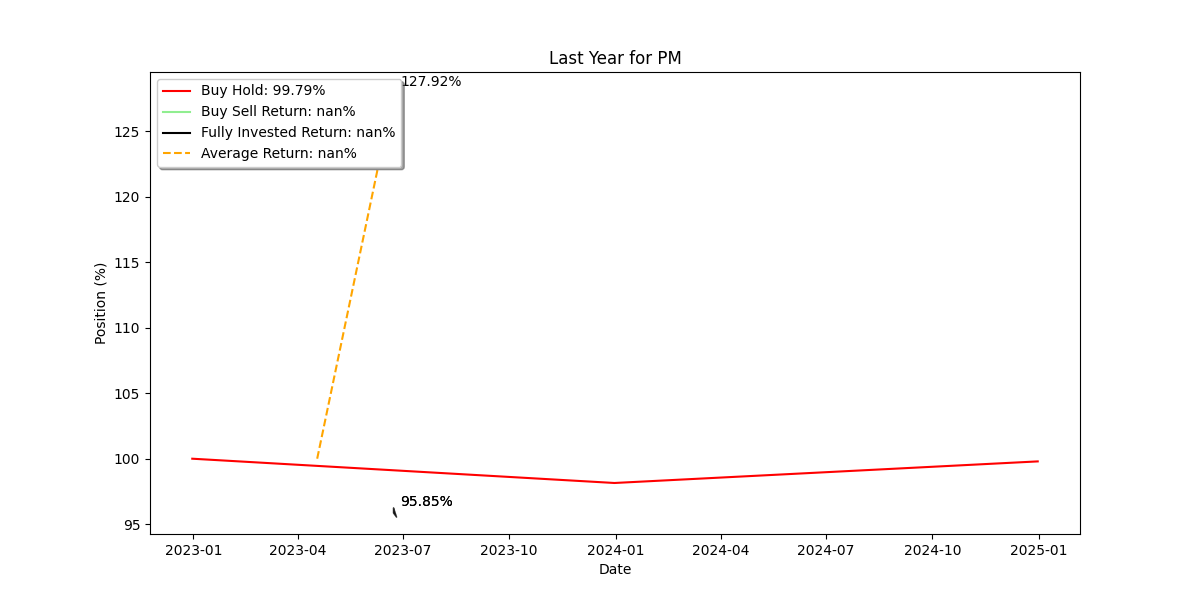 Last Year for PM
127.92%
Buy Hold: 99.79%
Buy Sell Return: nan%
Fully Invested Return: nan%
Average Return: nan%
125
120
115
110
105
100
95
Position (%)
95.85%
2023-01 2023-04 2023-07 2023-10 2024-01 2024-04 2024-07 2024-10 2025-01
Date